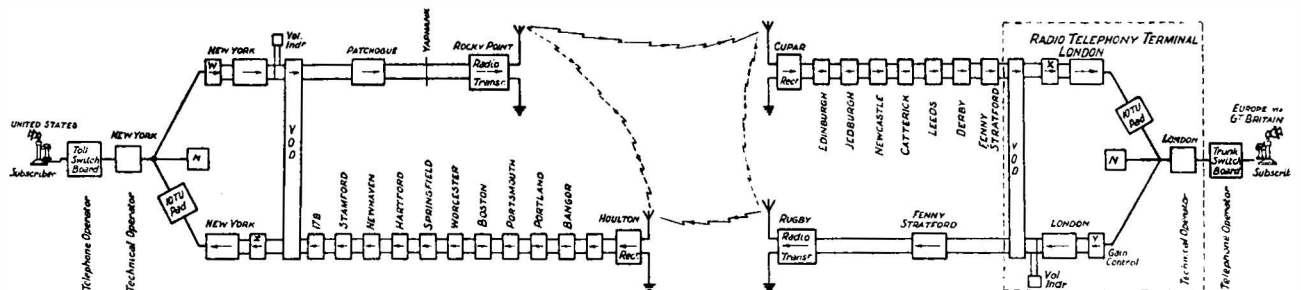 UNITED STATES
Subscriber
Toll
Switch
Board
Telephone Operator
NEW YORK
Technical Operator
N
10TU
Pad
NEW YORK
W
Vol.
Indr
PATCHOGUE
YAPHANK
ROCKY POINT
Radio
Transr.
VOD
NEW YORK
X
17B
STAMFORD
NEWHAVEN
HARTFORD
SPRINGFIELD
WORCESTER
BOSTON
PORTSMOUTH
PORTLAND
BANGOR
HOULTON
Recr.
CUPAR
Recr
EDINBURGH
JEDBURGH
NEWCASTLE
CATTERICK
LEEDS
DERBY
FENNY
STRATFORD
RADIO TELEPHONY TERMINAL
LONDON
X
10TU
Pad
VOD
N
LONDON
Technical Operator
Trunk
Switch
Board
Telephone Operator
EUROPE via
GT BRITAIN
Subscrib
RUGBY
Radio
Transr
FENNY
STRATFORD
LONDON
Y
Gain
Control
Vol
Indr